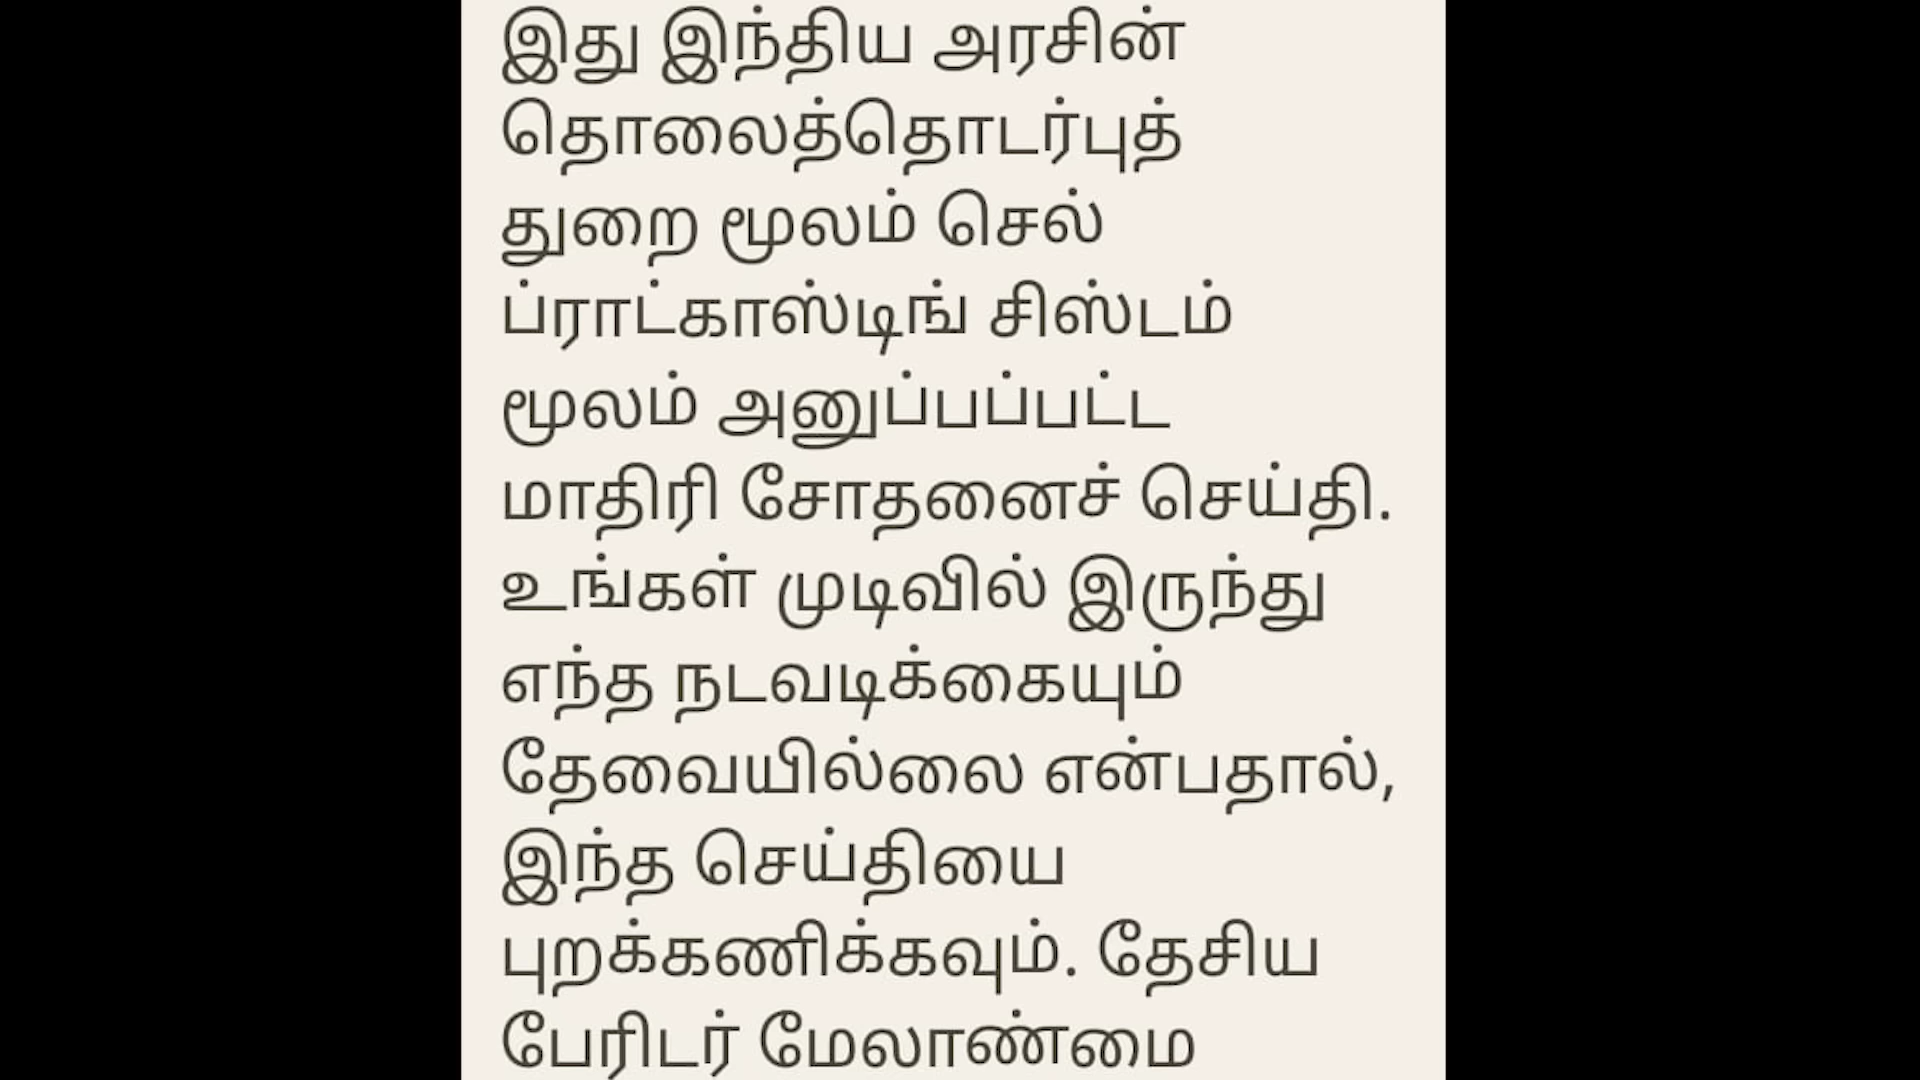 இது இந்திய அரசின்
தொலைத்தொடர்புத்
துறை மூலம் செல்
ப்ராட்காஸ்டிங் சிஸ்டம்
மூலம் அனுப்பப்பட்ட
மாதிரி சோதனைச் செய்தி.
உங்கள் முடிவில் இருந்து
எந்த நடவடிக்கையும்
தேவையில்லை என்பதால்,
இந்த செய்தியை
புறக்கணிக்கவும். தேசிய
பேரிடர் மேலாண்மை